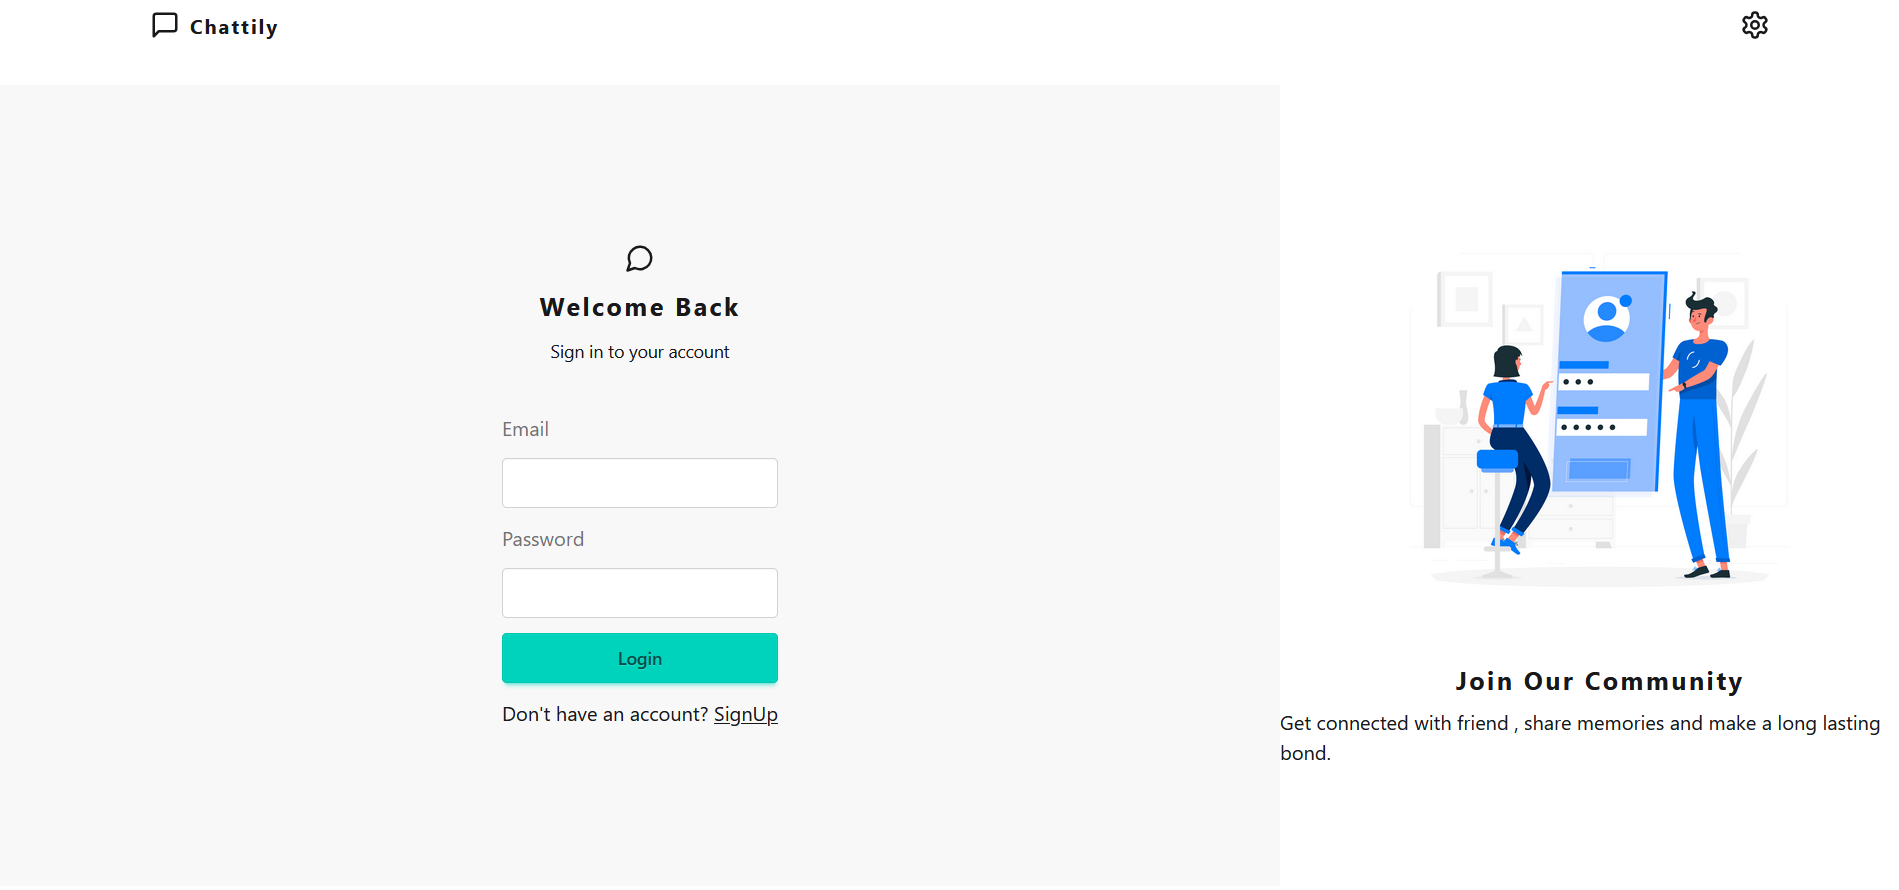 Chattily
Welcome Back
Sign in to your account
Email
Password
Login
Don't have an account? SignUp
Join Our Community
Get connected with friend , share memories and make a long lasting
bond.